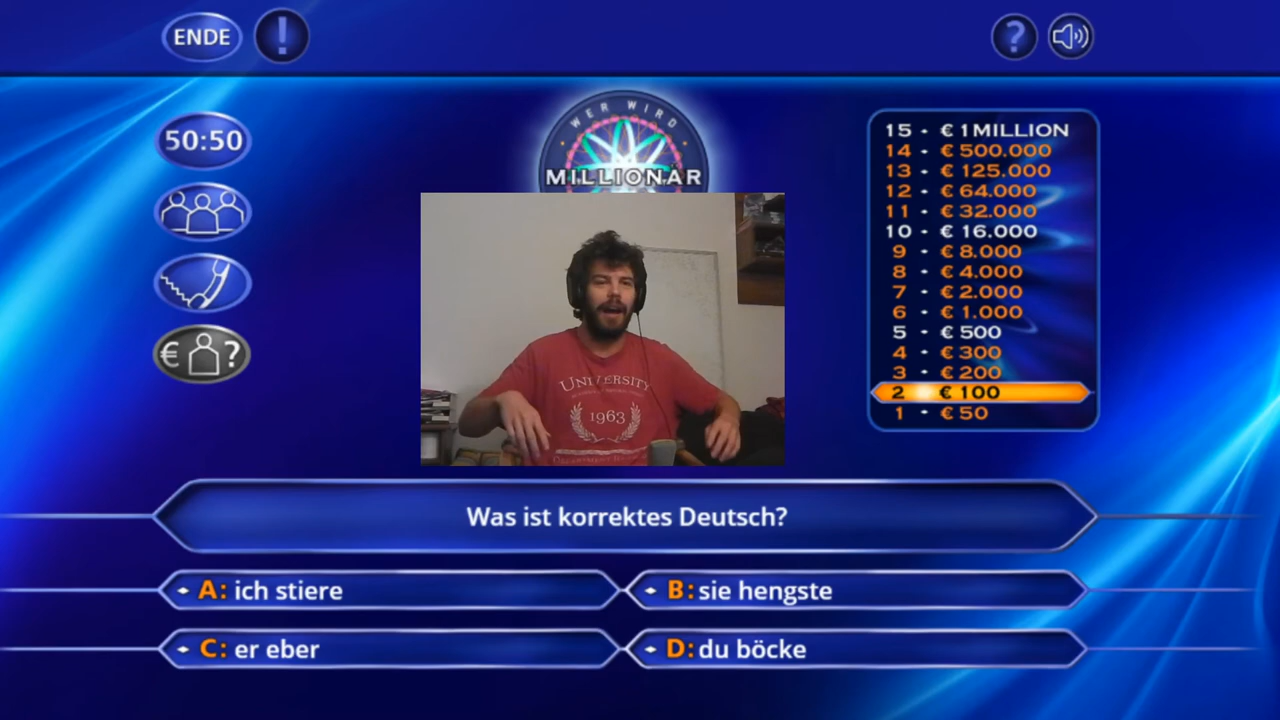 ENDE
!
?
50:50
€ ?
WER WIRD
MILLIONÄR
15 • € 1 MILLION
14 • € 500.000
13 • € 125.000
12 • € 64.000
11 • € 32.000
10 • € 16.000
9 • € 8.000
8 • € 4.000
7 • € 2.000
6 • € 1.000
5 • € 500
4 • € 300
3 • € 200
2 € 100
1 • € 50
UNIVERSITY
1963
Was ist korrektes Deutsch?
A: ich stiere
B: sie hengste
C: er eber
D: du böcke